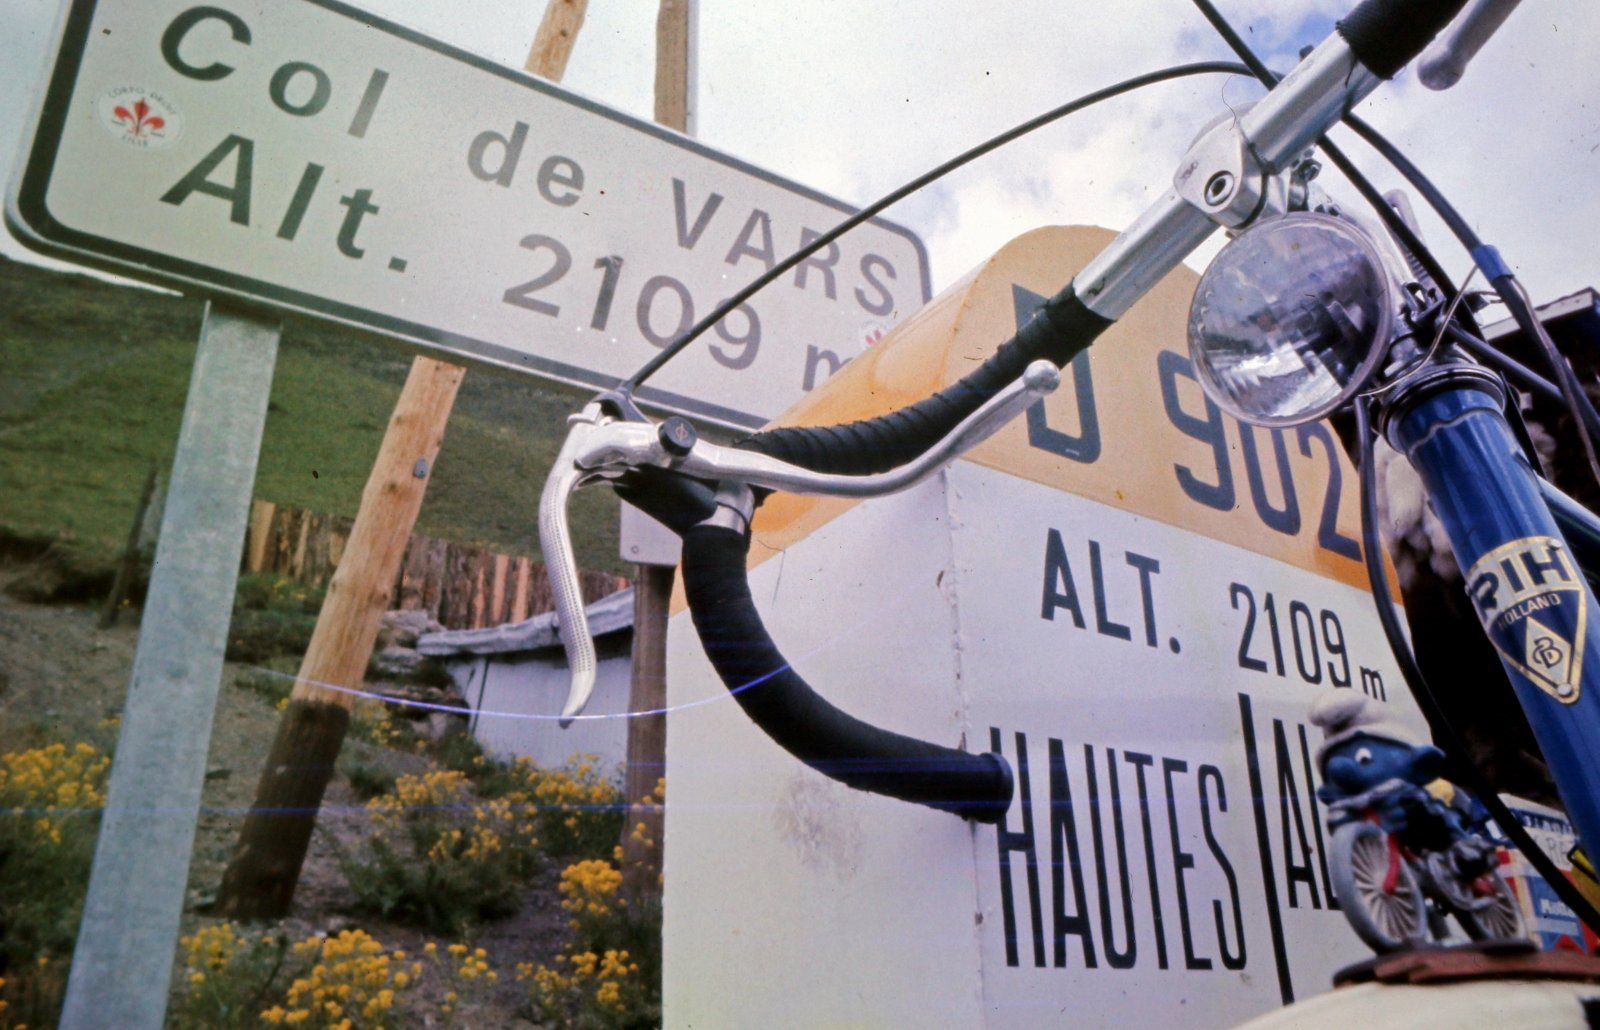 Col de VARS
Alt. 2109 m
D 902
ALT. 2109 m
HAUTES
RIH
HOLLAND